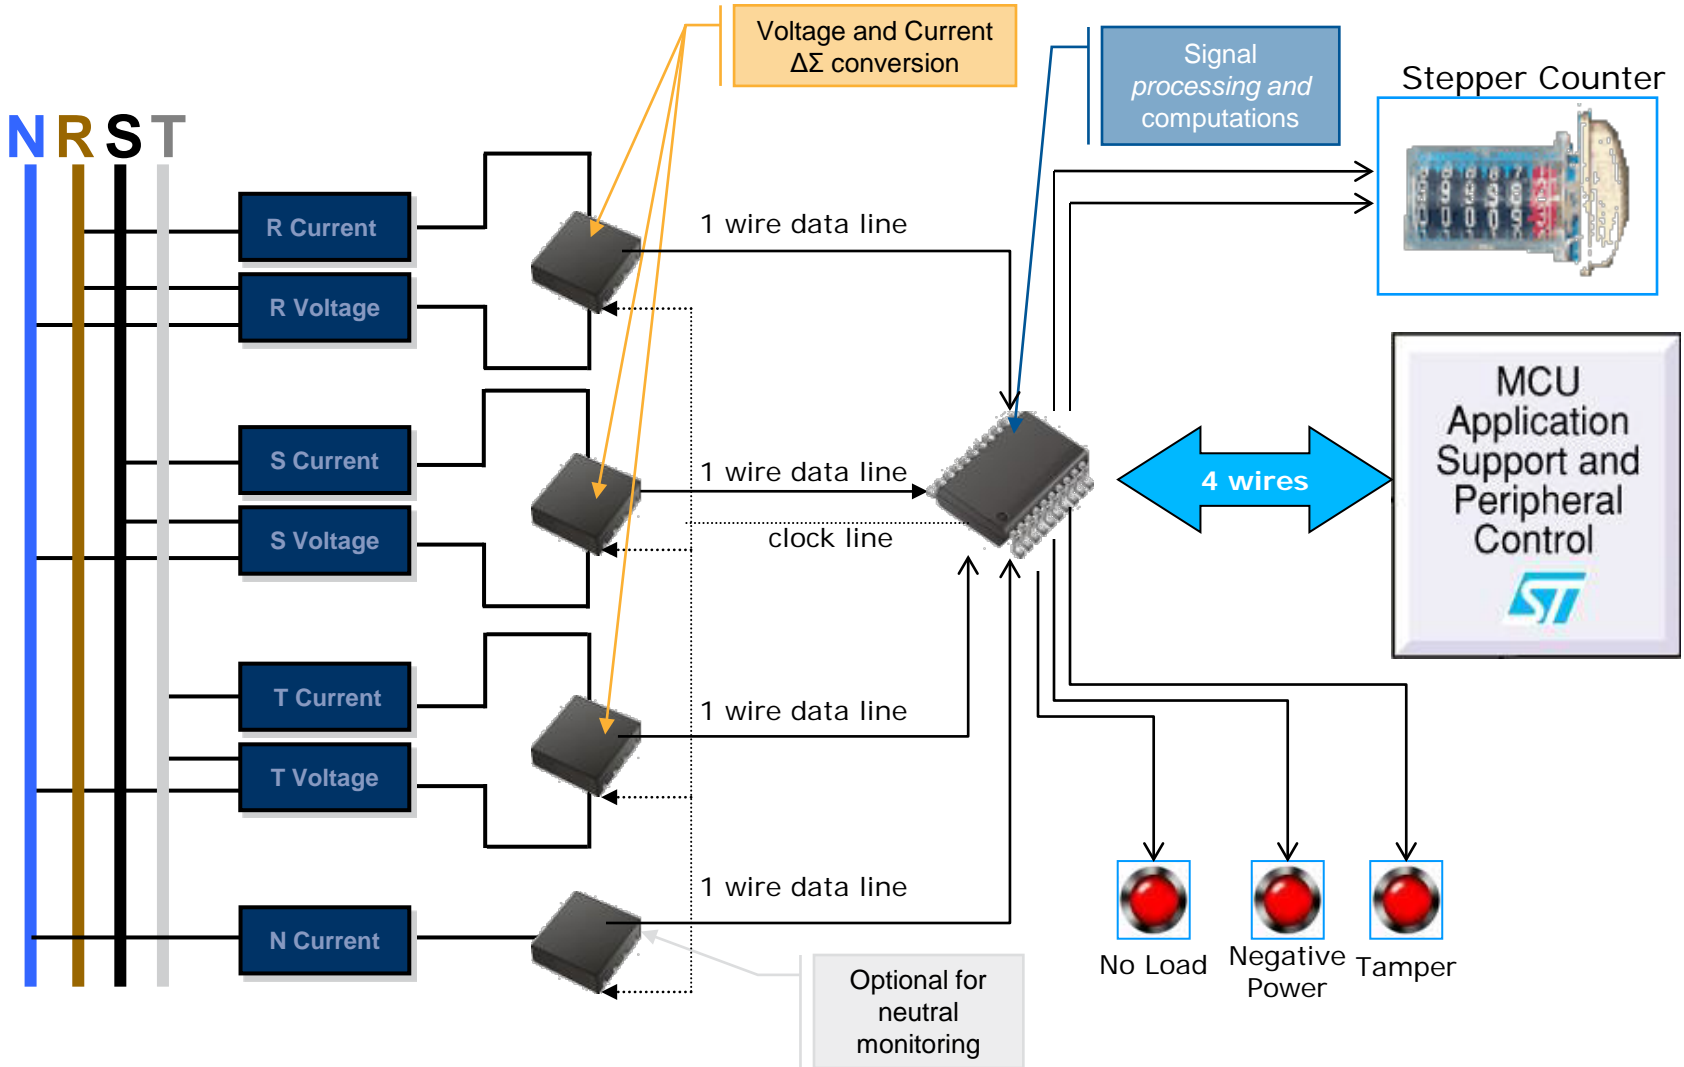 Voltage and Current
ΔΣ conversion
Signal
processing and
computations
Stepper Counter
N R S T
R Current
1 wire data line
R Voltage
MCU
Application
Support and
Peripheral
Control
ST
S Current
1 wire data line
4 wires
S Voltage
clock line
T Current
1 wire data line
T Voltage
1 wire data line
N Current
No Load
Negative
Power
Tamper
Optional for
neutral
monitoring